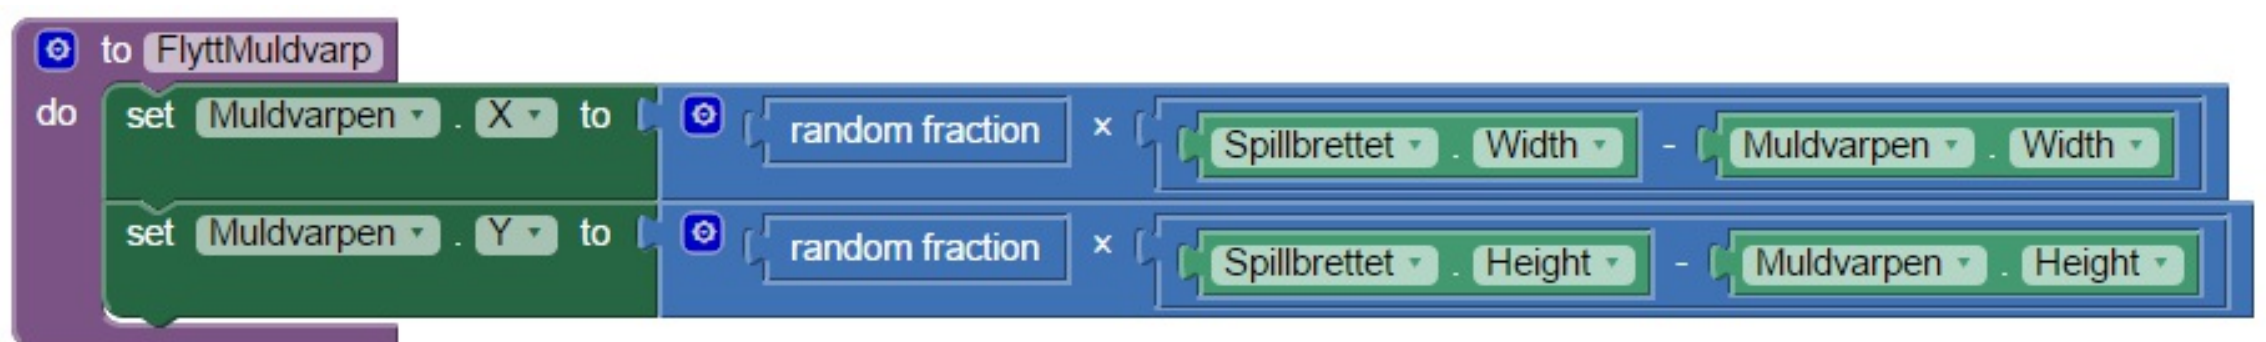 to FlyttMuldvarp
do set Muldvarpen . X to random fraction × Spillbrettet . Width - Muldvarpen . Width
set Muldvarpen . Y to random fraction × Spillbrettet . Height - Muldvarpen . Height